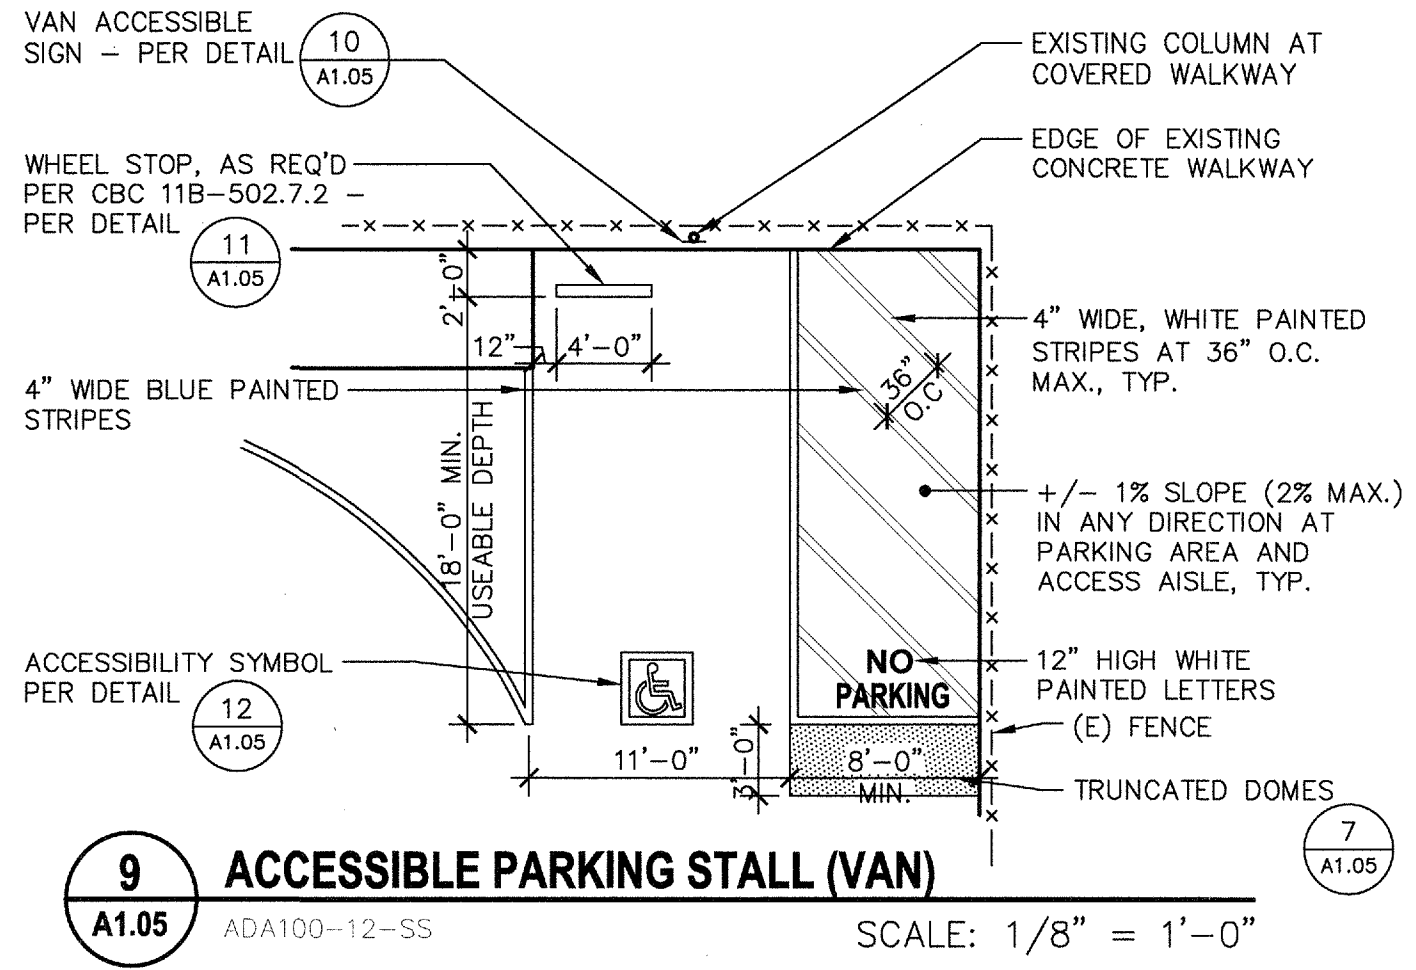 VAN ACCESSIBLE
SIGN – PER DETAIL
10
A1.05
EXISTING COLUMN AT
COVERED WALKWAY
WHEEL STOP, AS REQ'D
PER CBC 11B–502.7.2 –
PER DETAIL
11
A1.05
EDGE OF EXISTING
CONCRETE WALKWAY
2'–0"
12"
4'–0"
4" WIDE, WHITE PAINTED
STRIPES AT 36" O.C.
MAX., TYP.
36"
O.C
4" WIDE BLUE PAINTED
STRIPES
18'–0" MIN.
USEABLE DEPTH
+/– 1% SLOPE (2% MAX.)
IN ANY DIRECTION AT
PARKING AREA AND
ACCESS AISLE, TYP.
ACCESSIBILITY SYMBOL
PER DETAIL
12
A1.05
NO
PARKING
12" HIGH WHITE
PAINTED LETTERS
(E) FENCE
11'–0"
3'–0"
8'–0"
MIN.
TRUNCATED DOMES
7
A1.05
9
A1.05
ACCESSIBLE PARKING STALL (VAN)
ADA100–12–SS
SCALE: 1/8" = 1'–0"